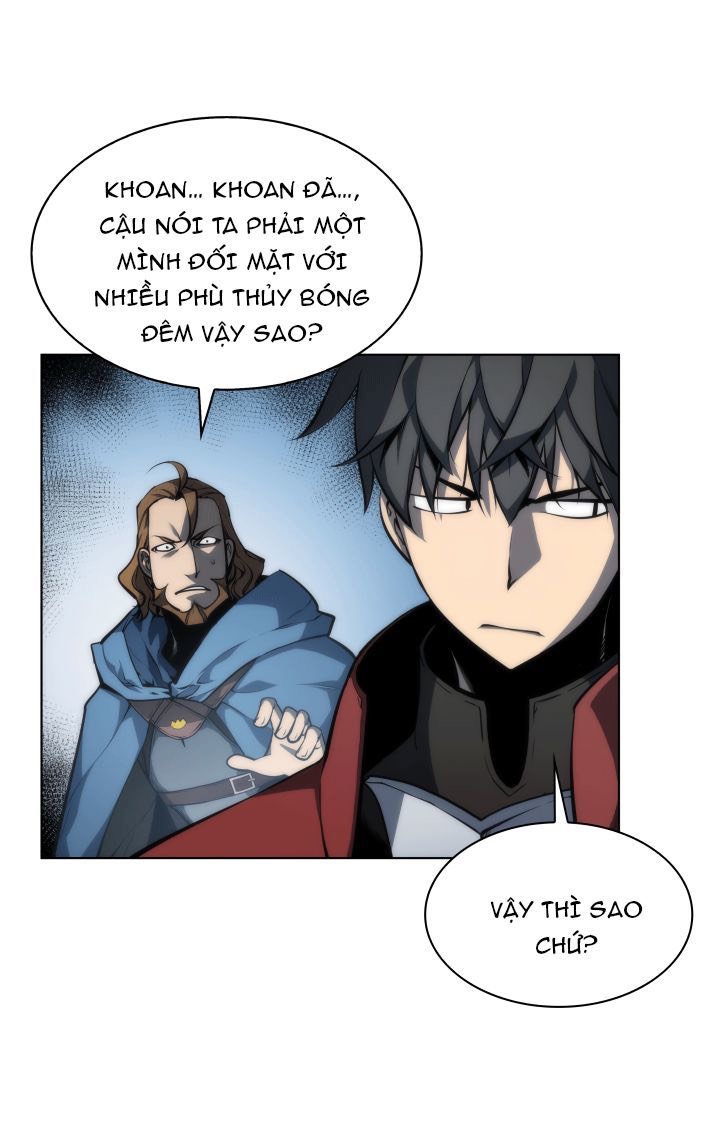 KHOAN... KHOAN ĐÃ...,
CẬU NÓI TA PHẢI MỘT
MÌNH ĐỐI MẶT VỚI
NHIỀU PHÙ THỦY BÓNG
ĐÊM VẬY SAO?
VẬY THÌ SAO
CHỨ?